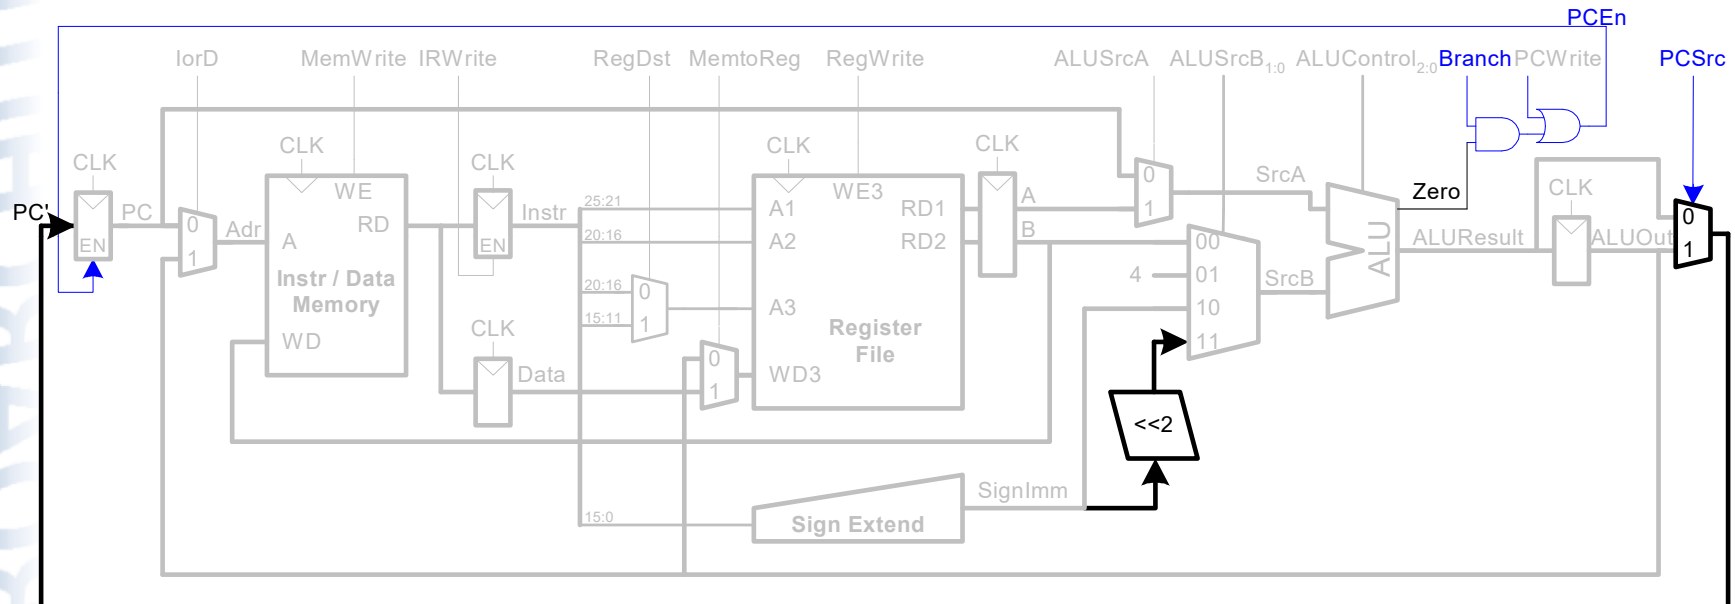 PCEn
IorD MemWrite IRWrite RegDst MemtoReg RegWrite ALUSrcA ALUSrcB1:0 ALUControl2:0 Branch PCWrite PCSrc
CLK CLK CLK CLK CLK
PC' PC EN
0 1 Adr
WE
A RD
Instr / Data
Memory
WD
EN Instr
CLK
Data
25:21
20:16
20:16
15:11
15:0
0 1
0 1
WE3
A1 RD1
A2 RD2
A3
Register
File
WD3
A
B
0 1 SrcA
00
4 01
10
11
SrcB
<<2
SignImm
Sign Extend
ALU
Zero
ALUResult
CLK
ALUOut
0
1